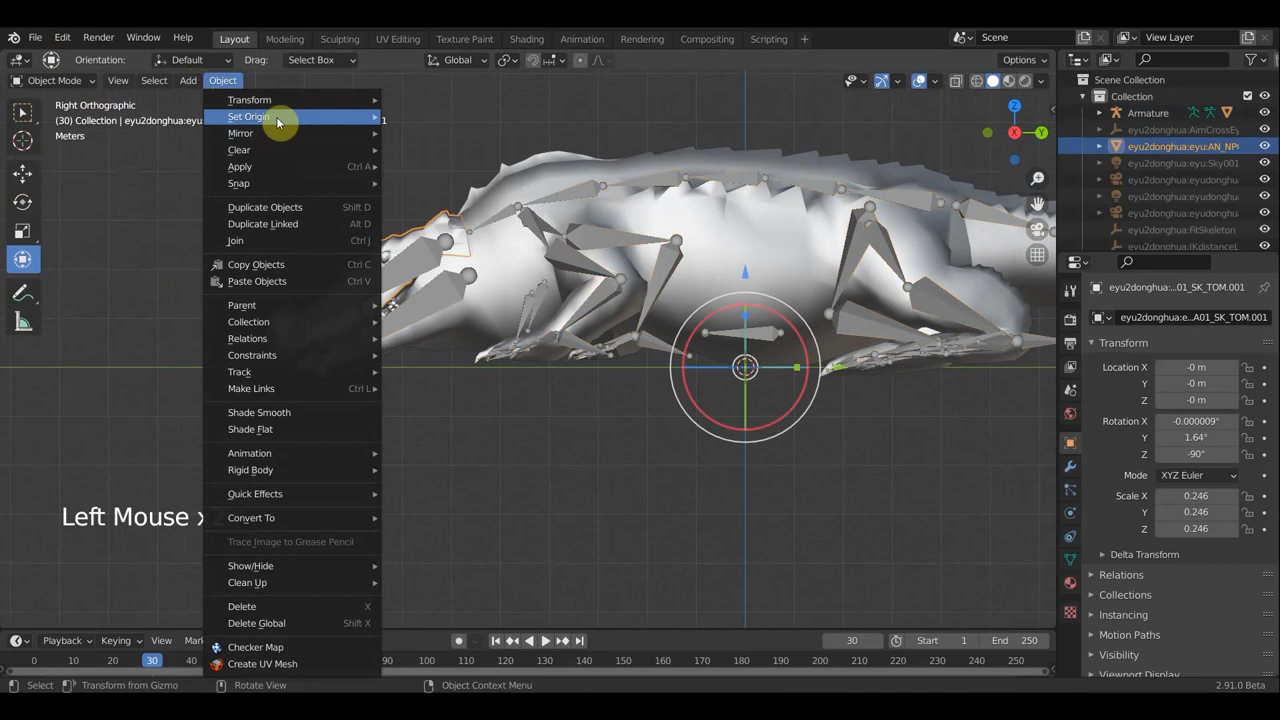 File Edit Render Window Help Layout Modeling Sculpting UV Editing Texture Paint Shading Animation Rendering Compositing Scripting + Scene View Layer
Orientation: Default Drag: Select Box Global Options
Object Mode View Select Add Object
Right Orthographic
(30) Collection | eyu2donghua:eyu 1
Meters
Transform
Set Origin
Mirror
Clear
Apply Ctrl A
Snap
Duplicate Objects Shift D
Duplicate Linked Alt D
Join Ctrl J
Copy Objects Ctrl C
Paste Objects Ctrl V
Parent
Collection
Relations
Constraints
Track
Make Links Ctrl L
Shade Smooth
Shade Flat
Animation
Rigid Body
Quick Effects
Convert To
Trace Image to Grease Pencil
Show/Hide
Clean Up
Delete X
Delete Global Shift X
Checker Map
Create UV Mesh
Left Mouse x
Z
X Y
Scene Collection
Collection
Armature
eyu2donghua:AimCrossEy
eyu2donghua:eyu:AN_NPC
eyu2donghua:eyu:Sky001
eyu2donghua:eyudonghua
eyu2donghua:eyudonghua
eyu2donghua:eyudonghua
eyu2donghua:FitSkeleton
eyu2donghua:IKdistanceL
eyu2donghua:...01_SK_TOM.001
eyu2donghua:e...A01_SK_TOM.001
Transform
Location X -0 m
Y -0 m
Z -0 m
Rotation X -0.000009°
Y 1.64°
Z -90°
Mode XYZ Euler
Scale X 0.246
Y 0.246
Z 0.246
Delta Transform
Relations
Collections
Instancing
Motion Paths
Visibility
Viewport Display
Playback Keying View Mar 30 Start 1 End 250
0 10 20 30 40 90 100 110 120 130 140 150 160 170 180 190 200 210 220 230 240 250
Select Transform from Gizmo Rotate View Object Context Menu 2.91.0 Beta